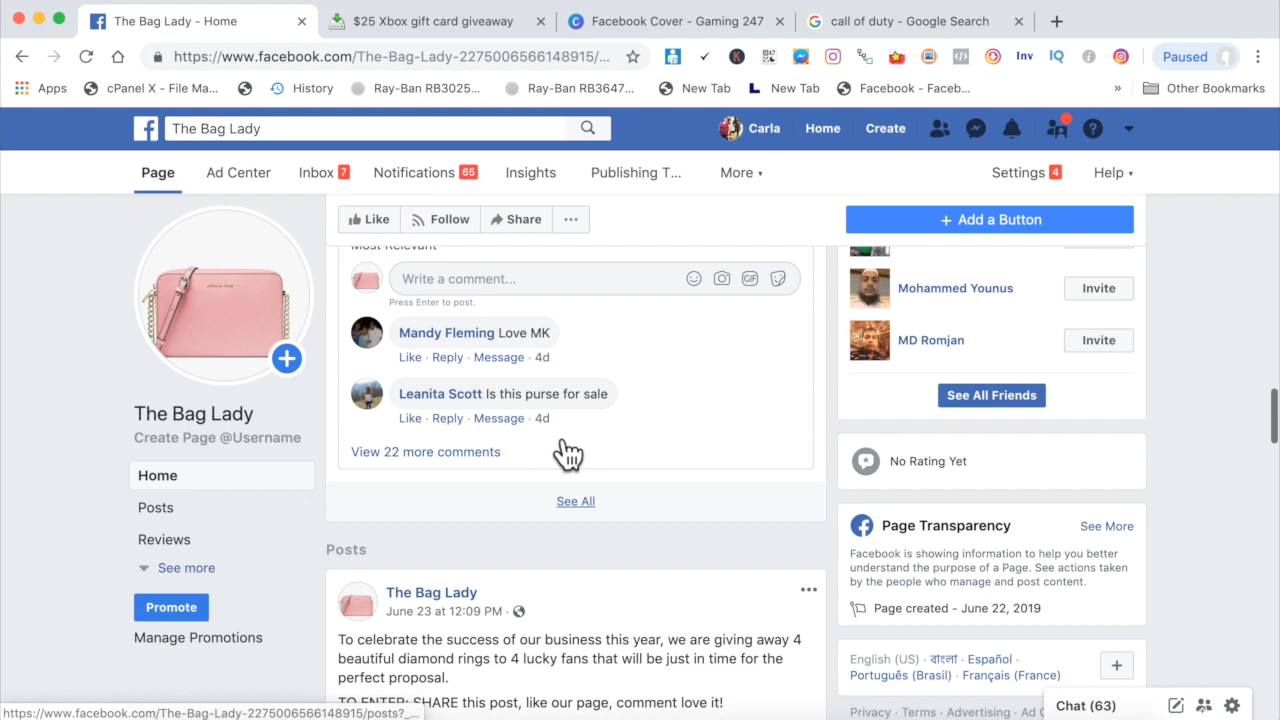 The Bag Lady - Home
$25 Xbox gift card giveaway
Facebook Cover - Gaming 247
call of duty - Google Search
https://www.facebook.com/The-Bag-Lady-2275006566148915/...
Inv
IQ
Paused
Apps
cPanel X - File Ma...
History
Ray-Ban RB3025...
Ray-Ban RB3647...
New Tab
New Tab
Facebook - Faceb...
»
Other Bookmarks
The Bag Lady
Carla
Home
Create
Page
Ad Center
Inbox 7
Notifications 65
Insights
Publishing T...
More
Settings 4
Help
Like
Follow
Share
...
+ Add a Button
Most Relevant
Write a comment...
GIF
Press Enter to post.
Mandy Fleming Love MK
Like · Reply · Message · 4d
Leanita Scott Is this purse for sale
Like · Reply · Message · 4d
View 22 more comments
See All
Mohammed Younus
Invite
MD Romjan
Invite
See All Friends
No Rating Yet
Page Transparency
See More
Facebook is showing information to help you better
understand the purpose of a Page. See actions taken
by the people who manage and post content.
Page created - June 22, 2019
English (US) · বাংলা · Español ·
Português (Brasil) · Français (France)
Privacy · Terms · Advertising · Ad C
Chat (63)
The Bag Lady
Create Page @Username
Home
Posts
Reviews
See more
Promote
Manage Promotions
Posts
The Bag Lady
June 23 at 12:09 PM ·
To celebrate the success of our business this year, we are giving away 4
beautiful diamond rings to 4 lucky fans that will be just in time for the
perfect proposal.
TO ENTER: SHARE this post, like our page, comment love it!
https://www.facebook.com/The-Bag-Lady-2275006566148915/posts?_...